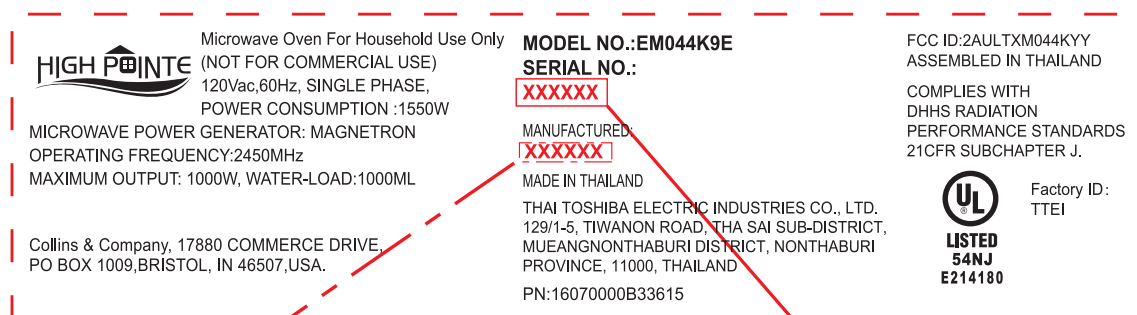 HIGH POINTE
Microwave Oven For Household Use Only
(NOT FOR COMMERCIAL USE)
120Vac,60Hz, SINGLE PHASE,
POWER CONSUMPTION :1550W
MICROWAVE POWER GENERATOR: MAGNETRON
OPERATING FREQUENCY:2450MHz
MAXIMUM OUTPUT: 1000W, WATER-LOAD:1000ML
Collins & Company, 17880 COMMERCE DRIVE,
PO BOX 1009,BRISTOL, IN 46507,USA.
MODEL NO.:EM044K9E
SERIAL NO.:
XXXXXX
MANUFACTURED:
XXXXXX
MADE IN THAILAND
THAI TOSHIBA ELECTRIC INDUSTRIES CO., LTD.
129/1-5, TIWANON ROAD, THA SAI SUB-DISTRICT,
MUEANGNONTHABURI DISTRICT, NONTHABURI
PROVINCE, 11000, THAILAND
PN:16070000B33615
FCC ID:2AULTXM044KYY
ASSEMBLED IN THAILAND
COMPLIES WITH
DHHS RADIATION
PERFORMANCE STANDARDS
21CFR SUBCHAPTER J.
UL ®
LISTED
54NJ
E214180
Factory ID:
TTEI